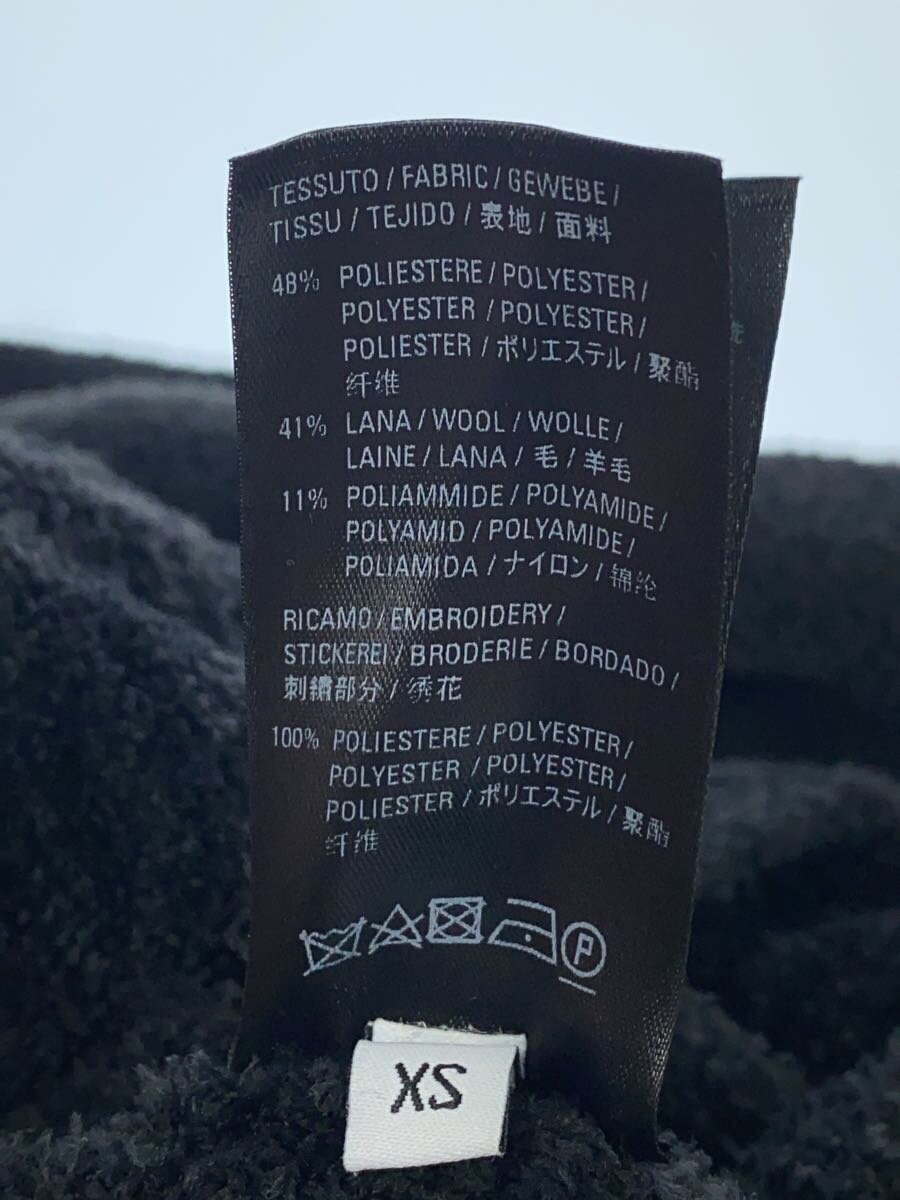 TESSUTO / FABRIC / GEWEBE /
TISSU / TEJIDO / 表地 / 面料
48% POLIESTERE / POLYESTER /
POLYESTER / POLYESTER /
POLIESTER / ポリエステル / 聚酯
纤维
41% LANA / WOOL / WOLLE /
LAINE / LANA / 毛 / 羊毛
11% POLIAMMIDE / POLYAMIDE /
POLYAMID / POLYAMIDE /
POLIAMIDA / ナイロン / 锦纶
RICAMO / EMBROIDERY /
STICKEREI / BRODERIE / BORDADO /
刺繍部分 / 绣花
100% POLIESTERE / POLYESTER /
POLYESTER / POLYESTER /
POLIESTER / ポリエステル / 聚酯
纤维
P
XS